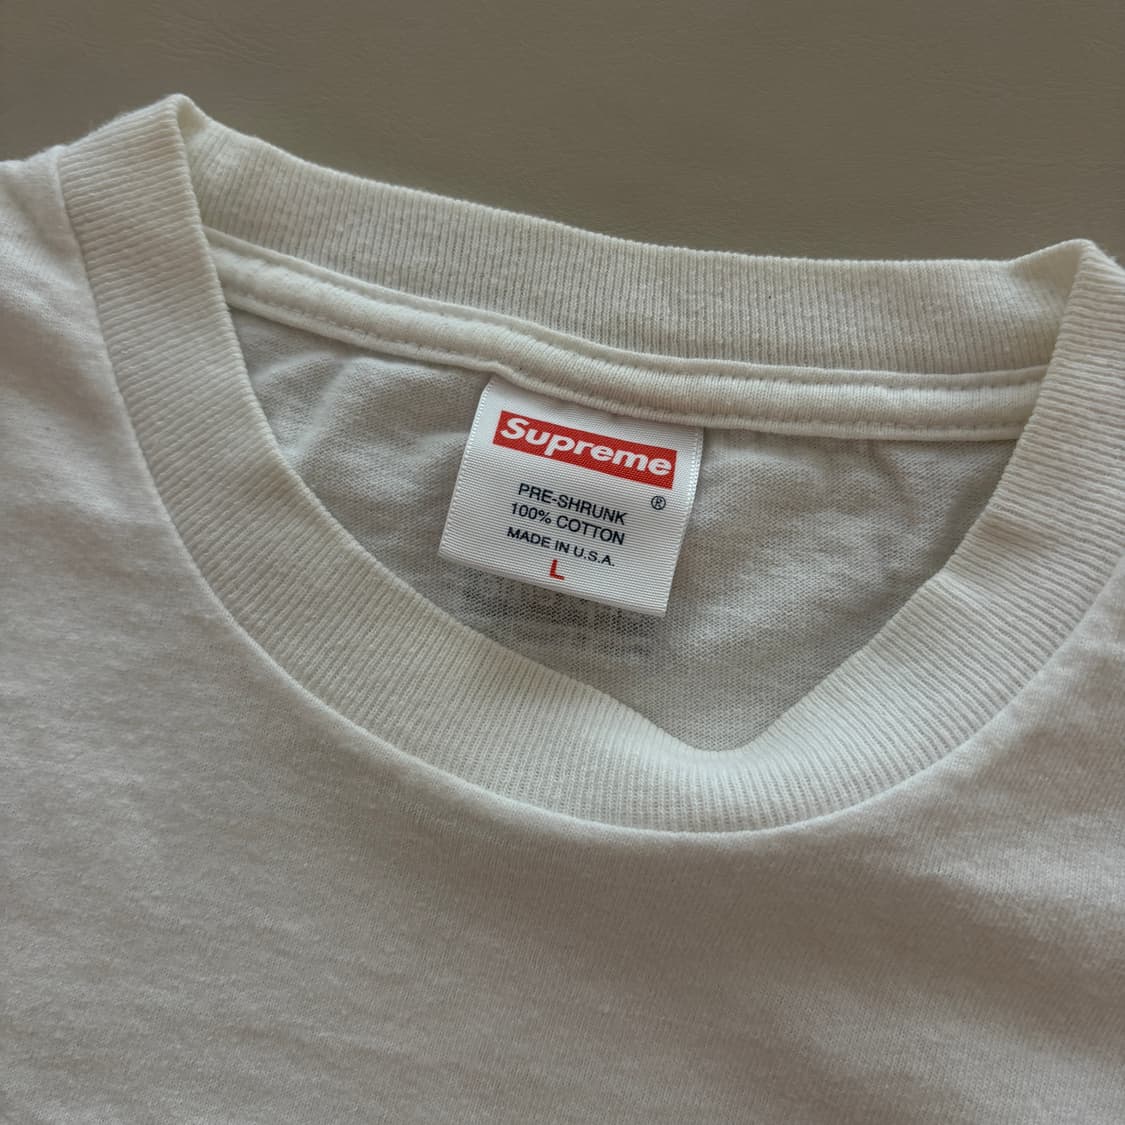 Supreme
®
PRE-SHRUNK
100% COTTON
MADE IN U.S.A.
L